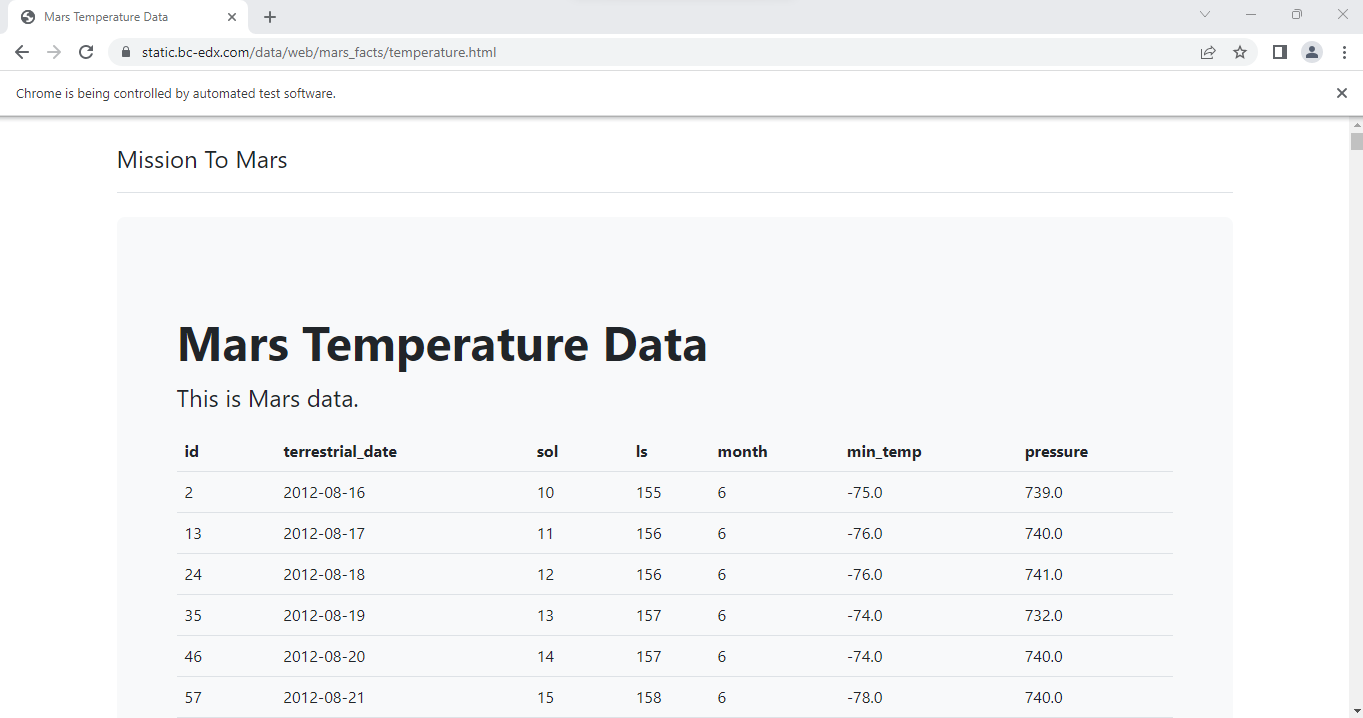 Mars Temperature Data
static.bc-edx.com/data/web/mars_facts/temperature.html
Chrome is being controlled by automated test software.
Mission To Mars
Mars Temperature Data
This is Mars data.
id terrestrial_date sol ls month min_temp pressure
2 2012-08-16 10 155 6 -75.0 739.0
13 2012-08-17 11 156 6 -76.0 740.0
24 2012-08-18 12 156 6 -76.0 741.0
35 2012-08-19 13 157 6 -74.0 732.0
46 2012-08-20 14 157 6 -74.0 740.0
57 2012-08-21 15 158 6 -78.0 740.0